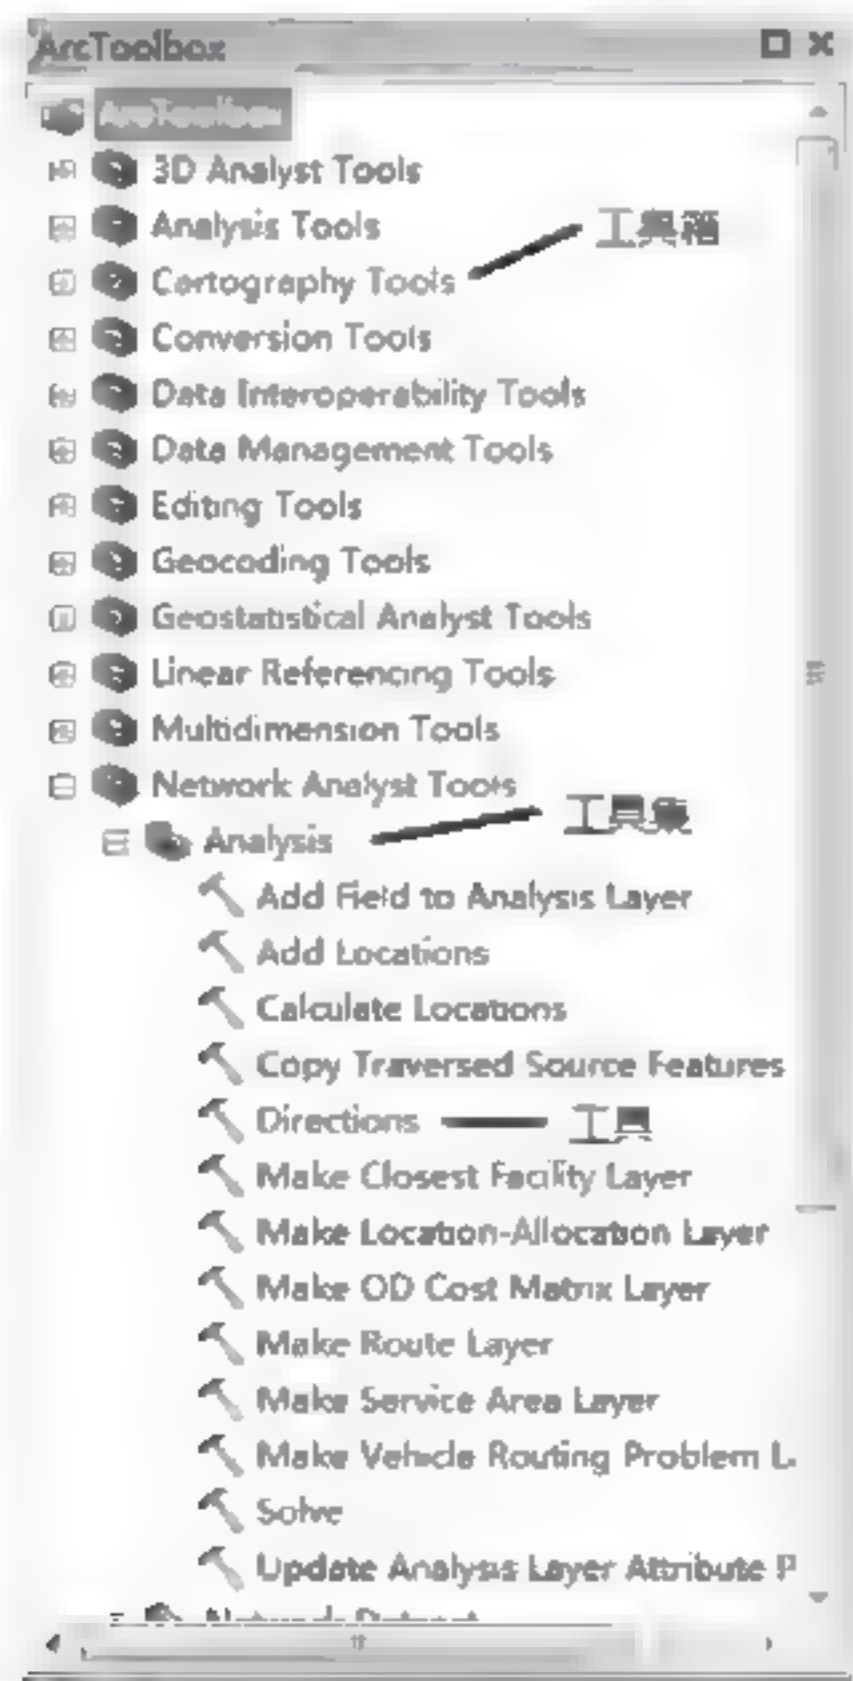 ArcToolbox
ArcToolbox
3D Analyst Tools
Analysis Tools
工具箱
Cartography Tools
Conversion Tools
Data Interoperability Tools
Data Management Tools
Editing Tools
Geocoding Tools
Geostatistical Analyst Tools
Linear Referencing Tools
Multidimension Tools
Network Analyst Tools
工具集
Analysis
Add Field to Analysis Layer
Add Locations
Calculate Locations
Copy Traversed Source Features
Directions 工具
Make Closest Facility Layer
Make Location-Allocation Layer
Make OD Cost Matrix Layer
Make Route Layer
Make Service Area Layer
Make Vehicle Routing Problem L
Solve
Update Analysis Layer Attribute P